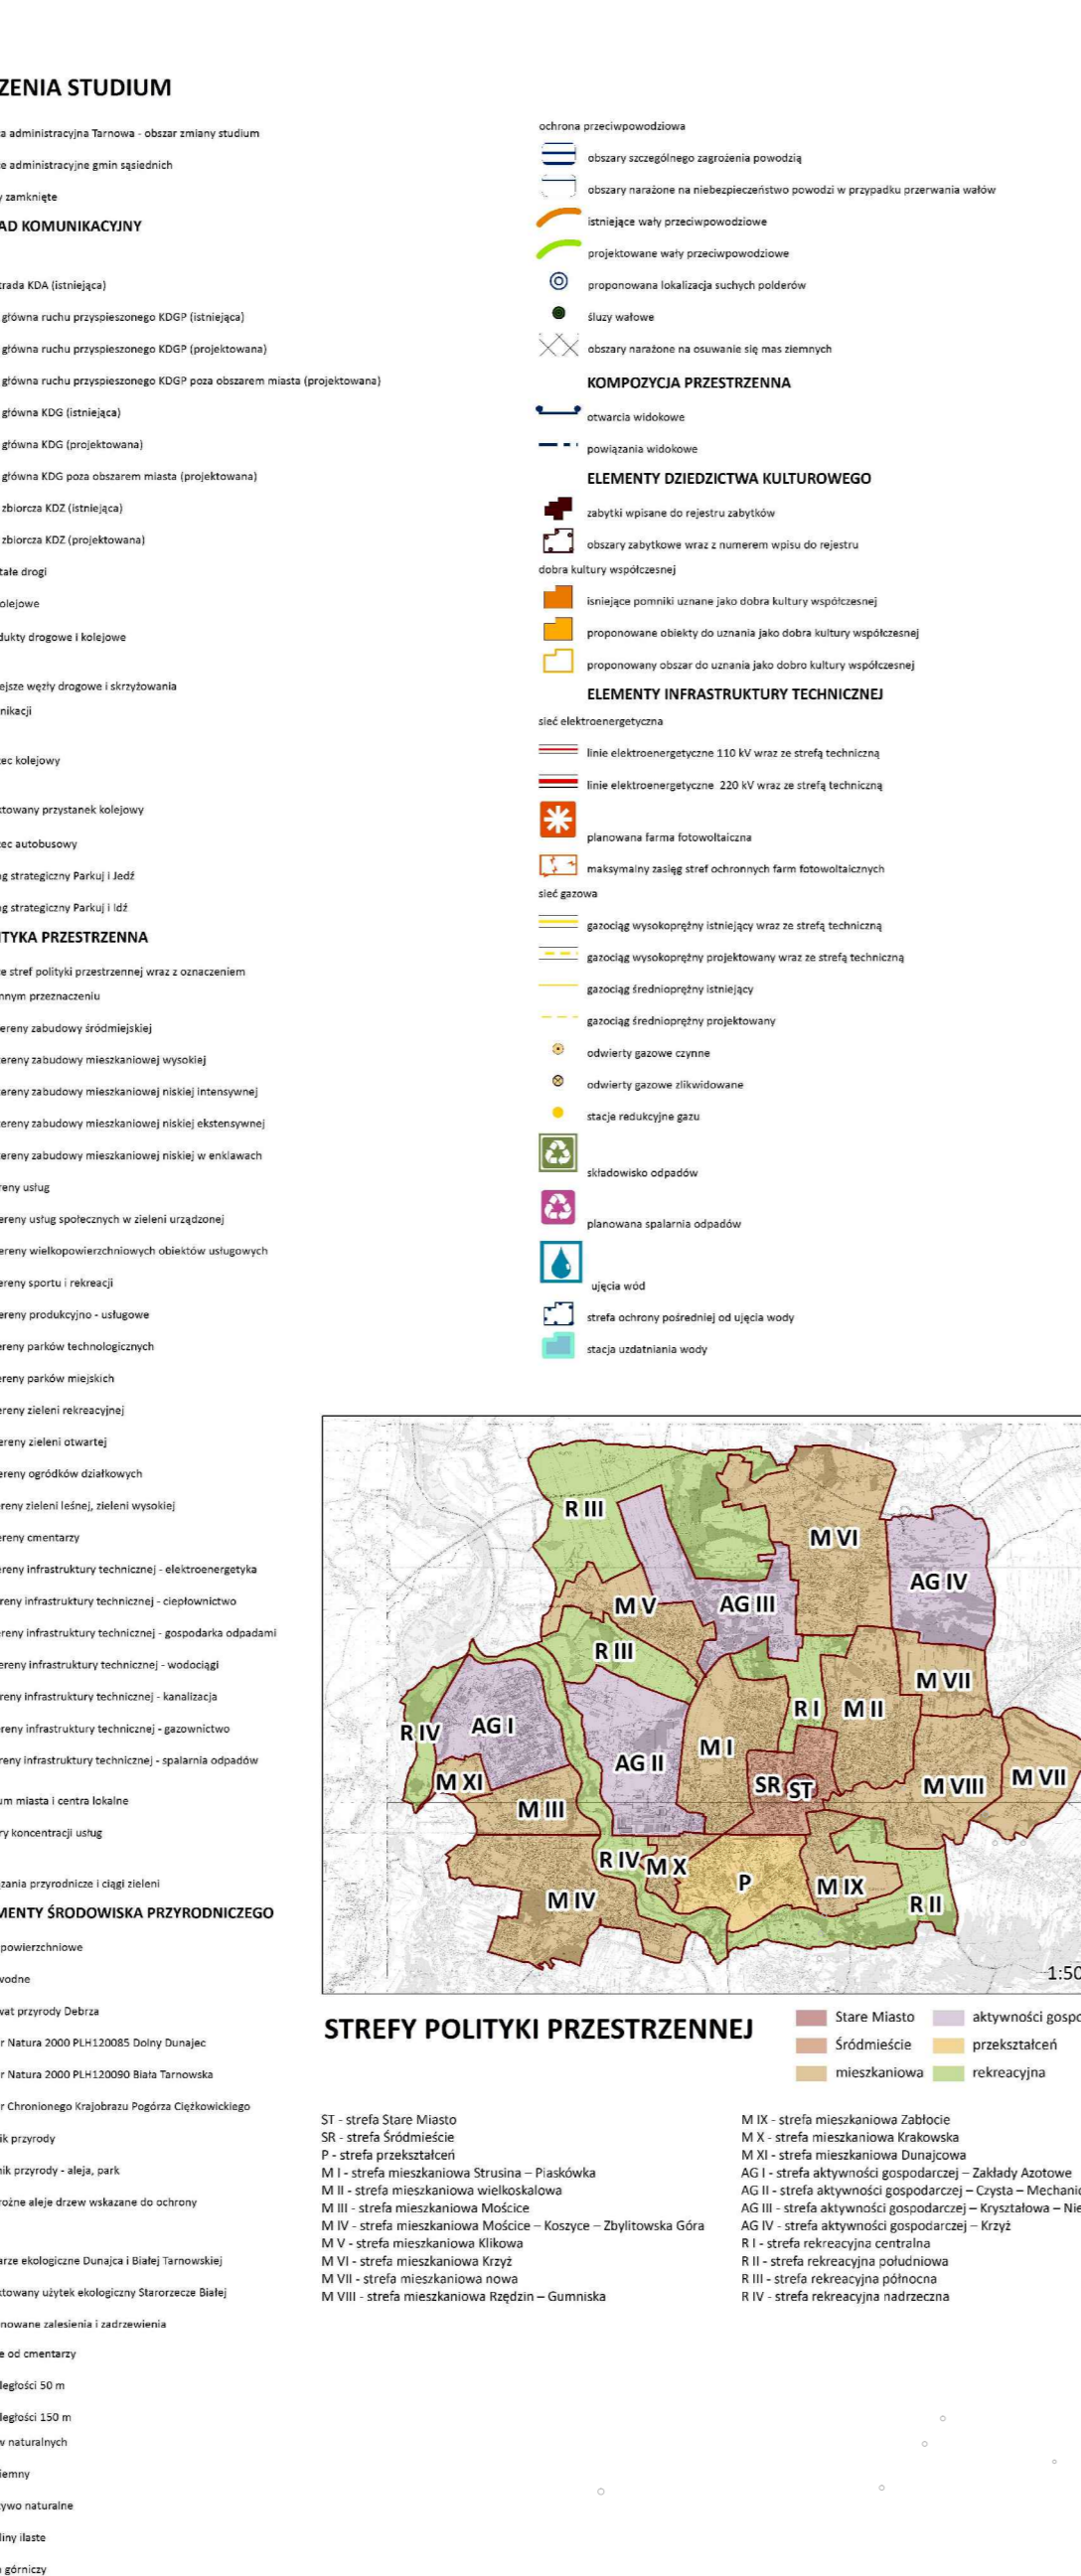 ZENIA STUDIUM
a administracyjna Tarnowa - obszar zmiany studium
e administracyjne gmin sąsiednich
y zamknięte
AD KOMUNIKACYJNY
trada KDA (istniejąca)
główna ruchu przyspieszonego KDGP (istniejąca)
główna ruchu przyspieszonego KDGP (projektowana)
główna ruchu przyspieszonego KDGP poza obszarem miasta (projektowana)
główna KDG (istniejąca)
główna KDG (projektowana)
główna KDG poza obszarem miasta (projektowana)
zbiorcza KDZ (istniejąca)
zbiorcza KDZ (projektowana)
tałe drogi
olejowe
dukty drogowe i kolejowe
ejsze węzły drogowe i skrzyżowania
nikacji
ec kolejowy
ktowany przystanek kolejowy
ec autobusowy
g strategiczny Parkuj i Jedź
g strategiczny Parkuj i Idź
ITYKA PRZESTRZENNA
e stref polityki przestrzennej wraz z oznaczeniem
nnym przeznaczeniu
ereny zabudowy śródmiejskiej
ereny zabudowy mieszkaniowej wysokiej
ereny zabudowy mieszkaniowej niskiej intensywnej
ereny zabudowy mieszkaniowej niskiej ekstensywnej
ereny zabudowy mieszkaniowej niskiej w enklawach
reny usług
ereny usług społecznych w zieleni urządzonej
ereny wielkopowierzchniowych obiektów usługowych
ereny sportu i rekreacji
ereny produkcyjno - usługowe
ereny parków technologicznych
ereny parków miejskich
ereny zieleni rekreacyjnej
ereny zieleni otwartej
ereny ogródków działkowych
ereny zieleni leśnej, zieleni wysokiej
ereny cmentarzy
ereny infrastruktury technicznej - elektroenergetyka
reny infrastruktury technicznej - ciepłownictwo
ereny infrastruktury technicznej - gospodarka odpadami
ereny infrastruktury technicznej - wodociągi
reny infrastruktury technicznej - kanalizacja
ereny infrastruktury technicznej - gazownictwo
reny infrastruktury technicznej - spalarnia odpadów
um miasta i centra lokalne
ry koncentracji usług
zania przyrodnicze i ciągi zieleni
MENTY ŚRODOWISKA PRZYRODNICZEGO
powierzchniowe
wodne
wat przyrody Debrza
r Natura 2000 PLH120085 Dolny Dunajec
r Natura 2000 PLH120090 Biała Tarnowska
r Chronionego Krajobrazu Pogórza Ciężkowickiego
ik przyrody
nik przyrody - aleja, park
rożne aleje drzew wskazane do ochrony
arze ekologiczne Dunajca i Białej Tarnowskiej
ktowany użytek ekologiczny Starorzecze Białej
nowane zalesienia i zadrzewienia
e od cmentarzy
ległości 50 m
ległości 150 m
w naturalnych
iemny
zywo naturalne
liny ilaste
n górniczy
ochrona przeciwpowodziowa
obszary szczególnego zagrożenia powodzią
obszary narażone na niebezpieczeństwo powodzi w przypadku przerwania wałów
istniejące wały przeciwpowodziowe
projektowane wały przeciwpowodziowe
proponowana lokalizacja suchych polderów
śluzy wałowe
obszary narażone na osuwanie się mas ziemnych
KOMPOZYCJA PRZESTRZENNA
otwarcia widokowe
powiązania widokowe
ELEMENTY DZIEDZICTWA KULTUROWEGO
zabytki wpisane do rejestru zabytków
obszary zabytkowe wraz z numerem wpisu do rejestru
dobra kultury współczesnej
isniejące pomniki uznane jako dobra kultury współczesnej
proponowane obiekty do uznania jako dobra kultury współczesnej
proponowany obszar do uznania jako dobro kultury współczesnej
ELEMENTY INFRASTRUKTURY TECHNICZNEJ
sieć elektroenergetyczna
linie elektroenergetyczne 110 kV wraz ze strefą techniczną
linie elektroenergetyczne 220 kV wraz ze strefą techniczną
planowana farma fotowoltaiczna
maksymalny zasięg stref ochronnych farm fotowoltaicznych
sieć gazowa
gazociąg wysokoprężny istniejący wraz ze strefą techniczną
gazociąg wysokoprężny projektowany wraz ze strefą techniczną
gazociąg średnioprężny istniejący
gazociąg średnioprężny projektowany
odwierty gazowe czynne
odwierty gazowe zlikwidowane
stacje redukcyjne gazu
składowisko odpadów
planowana spalarnia odpadów
ujęcia wód
strefa ochrony pośredniej od ujęcia wody
stacja uzdatniania wody
R III
M VI
AG IV
M V
AG III
R III
M VII
R IV
AG I
R I
M II
M I
AG II
M XI
SR
ST
M VIII
M VII
M III
R IV
M X
P
M IX
M IV
R II
1:50
STREFY POLITYKI PRZESTRZENNEJ
Stare Miasto
aktywności gospo
Śródmieście
przekształceń
mieszkaniowa
rekreacyjna
ST - strefa Stare Miasto
SR - strefa Śródmieście
P - strefa przekształceń
M I - strefa mieszkaniowa Strusina – Piaskówka
M II - strefa mieszkaniowa wielkoskalowa
M III - strefa mieszkaniowa Mościce
M IV - strefa mieszkaniowa Mościce – Koszyce – Zbylitowska Góra
M V - strefa mieszkaniowa Klikowa
M VI - strefa mieszkaniowa Krzyż
M VII - strefa mieszkaniowa nowa
M VIII - strefa mieszkaniowa Rzędzin – Gumniska
M IX - strefa mieszkaniowa Zabłocie
M X - strefa mieszkaniowa Krakowska
M XI - strefa mieszkaniowa Dunajcowa
AG I - strefa aktywności gospodarczej – Zakłady Azotowe
AG II - strefa aktywności gospodarczej – Czysta – Mechanic
AG III - strefa aktywności gospodarczej – Kryształowa – Nie
AG IV - strefa aktywności gospodarczej – Krzyż
R I - strefa rekreacyjna centralna
R II - strefa rekreacyjna południowa
R III - strefa rekreacyjna północna
R IV - strefa rekreacyjna nadrzeczna